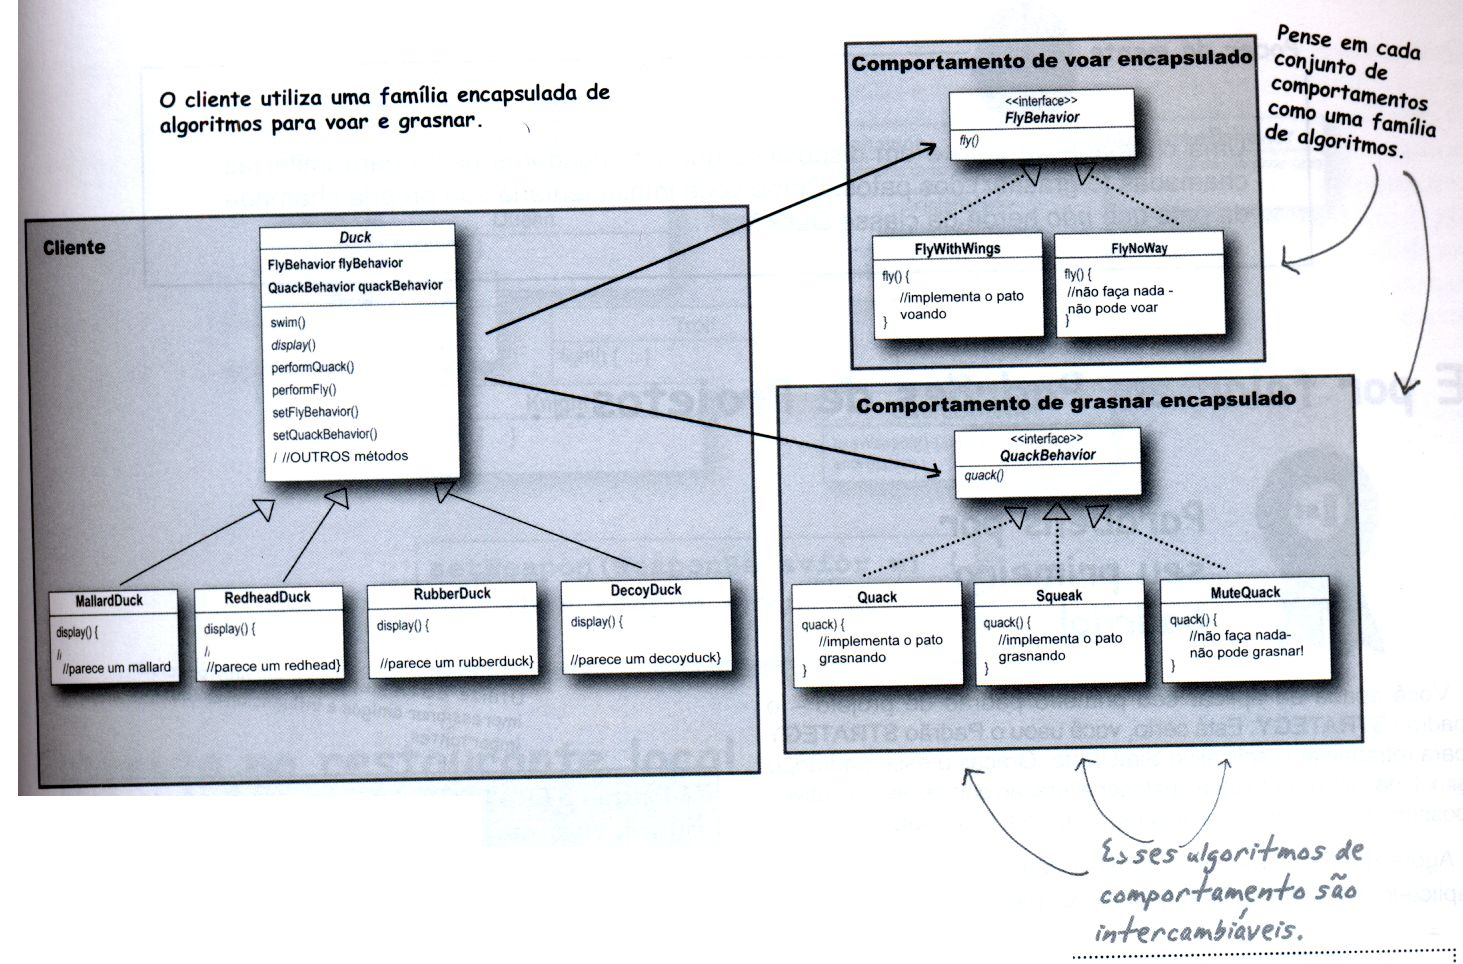 O cliente utiliza uma família encapsulada de
algoritmos para voar e grasnar.
Pense em cada
conjunto de
comportamentos
como uma família
de algoritmos.
Comportamento de voar encapsulado
<<interface>>
FlyBehavior
fly()
FlyWithWings
fly() {
//implementa o pato
voando
}
FlyNoWay
fly() {
//não faça nada -
não pode voar
}
Cliente
Duck
FlyBehavior flyBehavior
QuackBehavior quackBehavior
swim()
display()
performQuack()
performFly()
setFlyBehavior()
setQuackBehavior()
/ //OUTROS métodos
MallardDuck
display() {
//parece um mallard
RedheadDuck
display() {
//parece um redhead}
RubberDuck
display() {
//parece um rubberduck}
DecoyDuck
display() {
//parece um decoyduck}
Comportamento de grasnar encapsulado
<<interface>>
QuackBehavior
quack()
Quack
quack) {
//implementa o pato
grasnando
}
Squeak
quack() {
//implementa o pato
grasnando
}
MuteQuack
quack() {
//não faça nada-
não pode grasnar!
}
Esses algoritmos de
comportamento são
intercambiáveis.